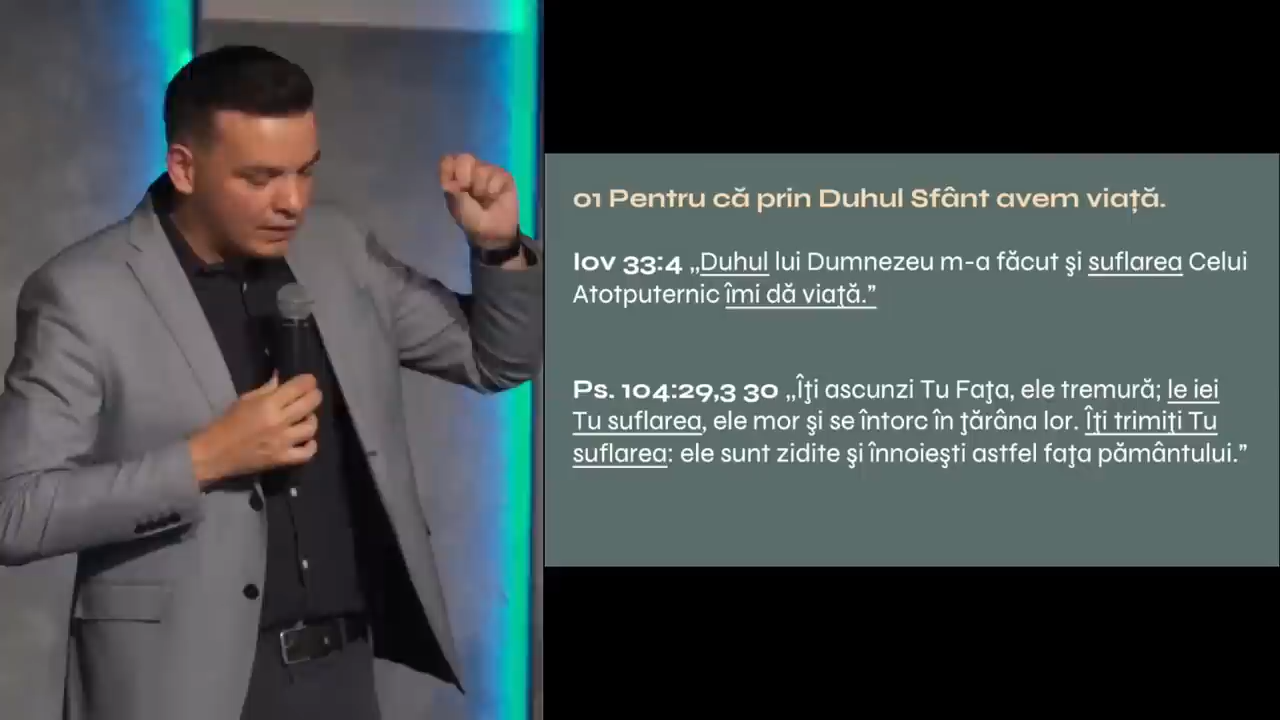 01 Pentru că prin Duhul Sfânt avem viață.
Iov 33:4 „Duhul lui Dumnezeu m-a făcut şi suflarea Celui
Atotputernic îmi dă viaţă.”
Ps. 104:29,3 30 „Îţi ascunzi Tu Faţa, ele tremură; le iei
Tu suflarea, ele mor şi se întorc în ţărâna lor. Îţi trimiţi Tu
suflarea: ele sunt zidite şi înnoieşti astfel faţa pământului.”